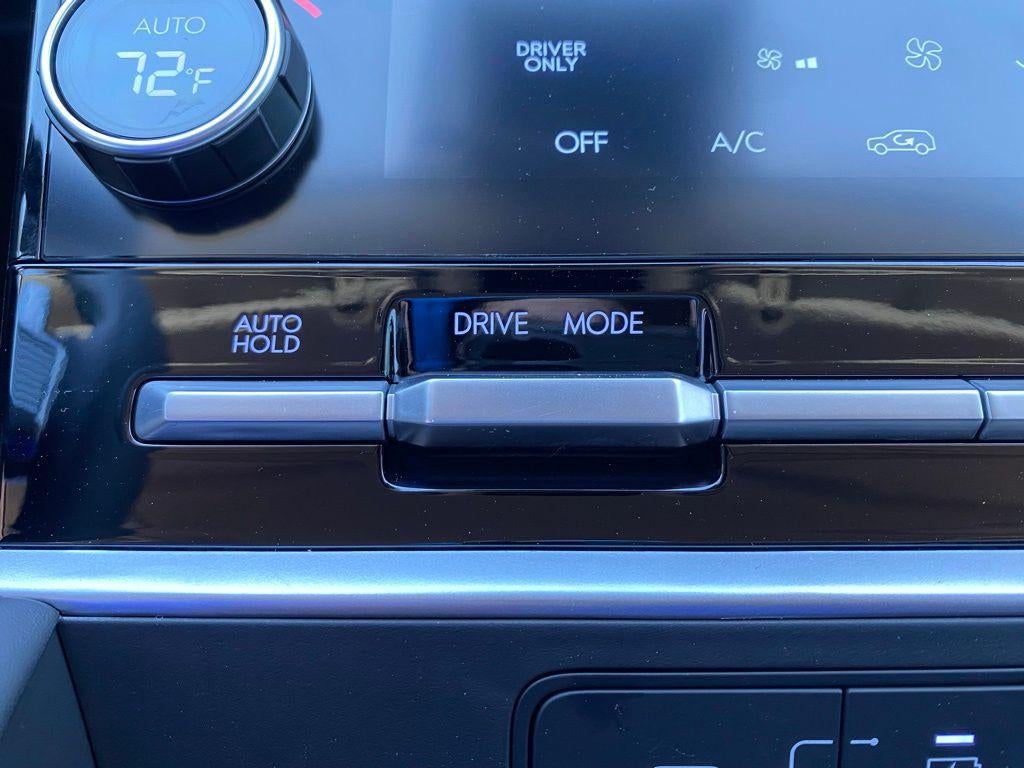 AUTO
72°F
DRIVER
ONLY
OFF A/C
AUTO
HOLD
DRIVE MODE